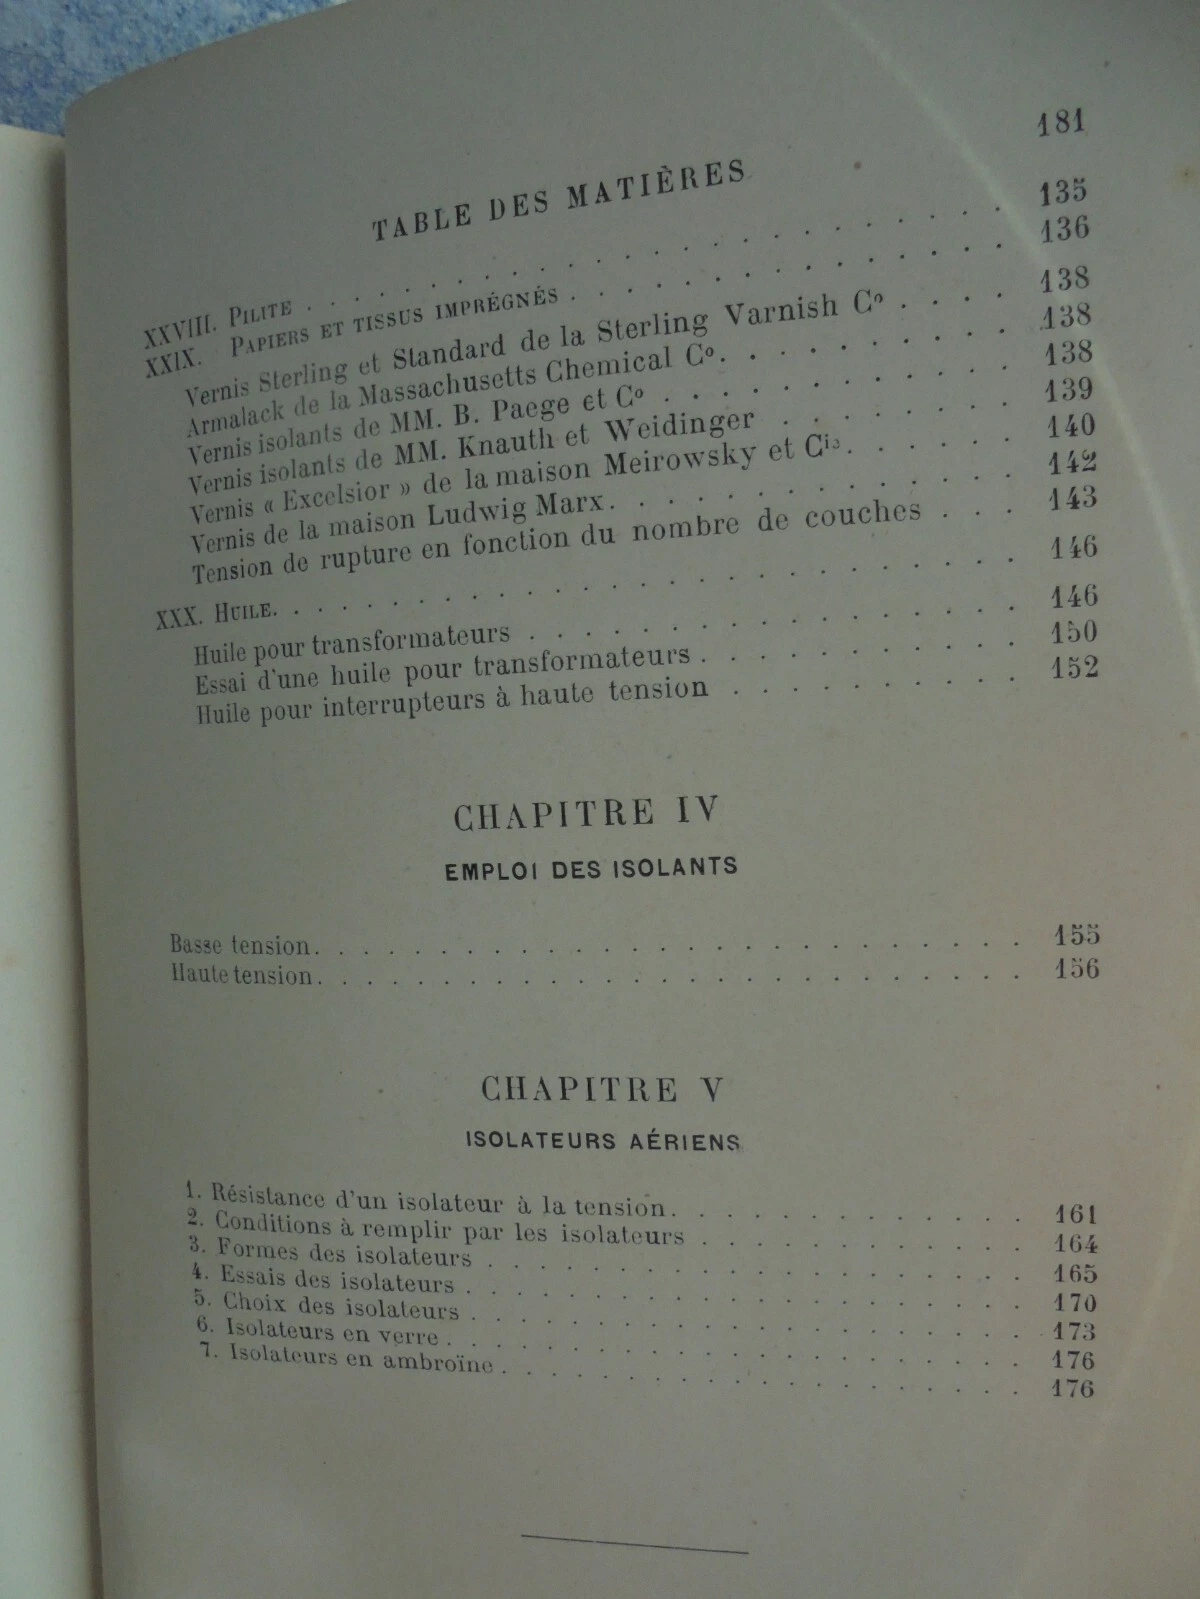 181
TABLE DES MATIÈRES
XXVIII. PILITE . . . . . . . . . . . . . . . . . . 135
XXIX. PAPIERS ET TISSUS IMPRÉGNÉS . . . . . . . . . . . . 136
Vernis Sterling et Standard de la Sterling Varnish Co . . . . 138
Armalack de la Massachusetts Chemical Co. . . . . . . . . 138
Vernis isolants de MM. B. Paege et Co . . . . . . . . . . 138
Vernis isolants de MM. Knauth et Weidinger . . . . . . . 139
Vernis « Excelsior » de la maison Meirowsky et Cie. . . . . 140
Vernis de la maison Ludwig Marx. . . . . . . . . . . . 142
Tension de rupture en fonction du nombre de couches . . . 143
XXX. HUILE. . . . . . . . . . . . . . . . . . . . 146
Huile pour transformateurs . . . . . . . . . . . . . 146
Essai d'une huile pour transformateurs . . . . . . . . . 150
Huile pour interrupteurs à haute tension . . . . . . . . 152
CHAPITRE IV
EMPLOI DES ISOLANTS
Basse tension. . . . . . . . . . . . . . . . . . . 155
Haute tension. . . . . . . . . . . . . . . . . . . 156
CHAPITRE V
ISOLATEURS AÉRIENS
1. Résistance d'un isolateur à la tension. . . . . . . . . . 161
2. Conditions à remplir par les isolateurs . . . . . . . . . 164
3. Formes des isolateurs . . . . . . . . . . . . . . 165
4. Essais des isolateurs . . . . . . . . . . . . . . . 170
5. Choix des isolateurs . . . . . . . . . . . . . . . 173
6. Isolateurs en verre . . . . . . . . . . . . . . . . 176
7. Isolateurs en ambroïne . . . . . . . . . . . . . . 176